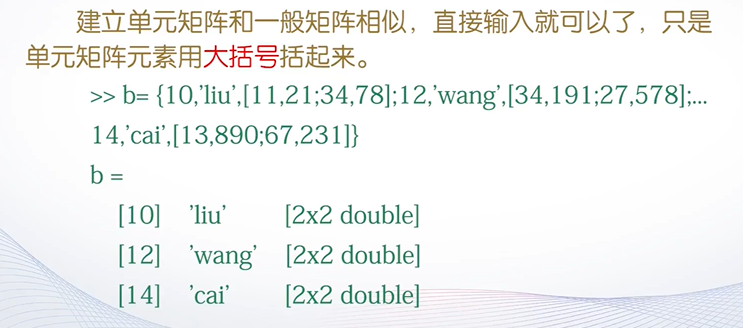 建立单元矩阵和一般矩阵相似，直接输入就可以了，只是
单元矩阵元素用大括号括起来。
>> b= {10,'liu',[11,21;34,78];12,'wang',[34,191;27,578];...
14,'cai',[13,890;67,231]}
b =
[10] 'liu' [2x2 double]
[12] 'wang' [2x2 double]
[14] 'cai' [2x2 double]